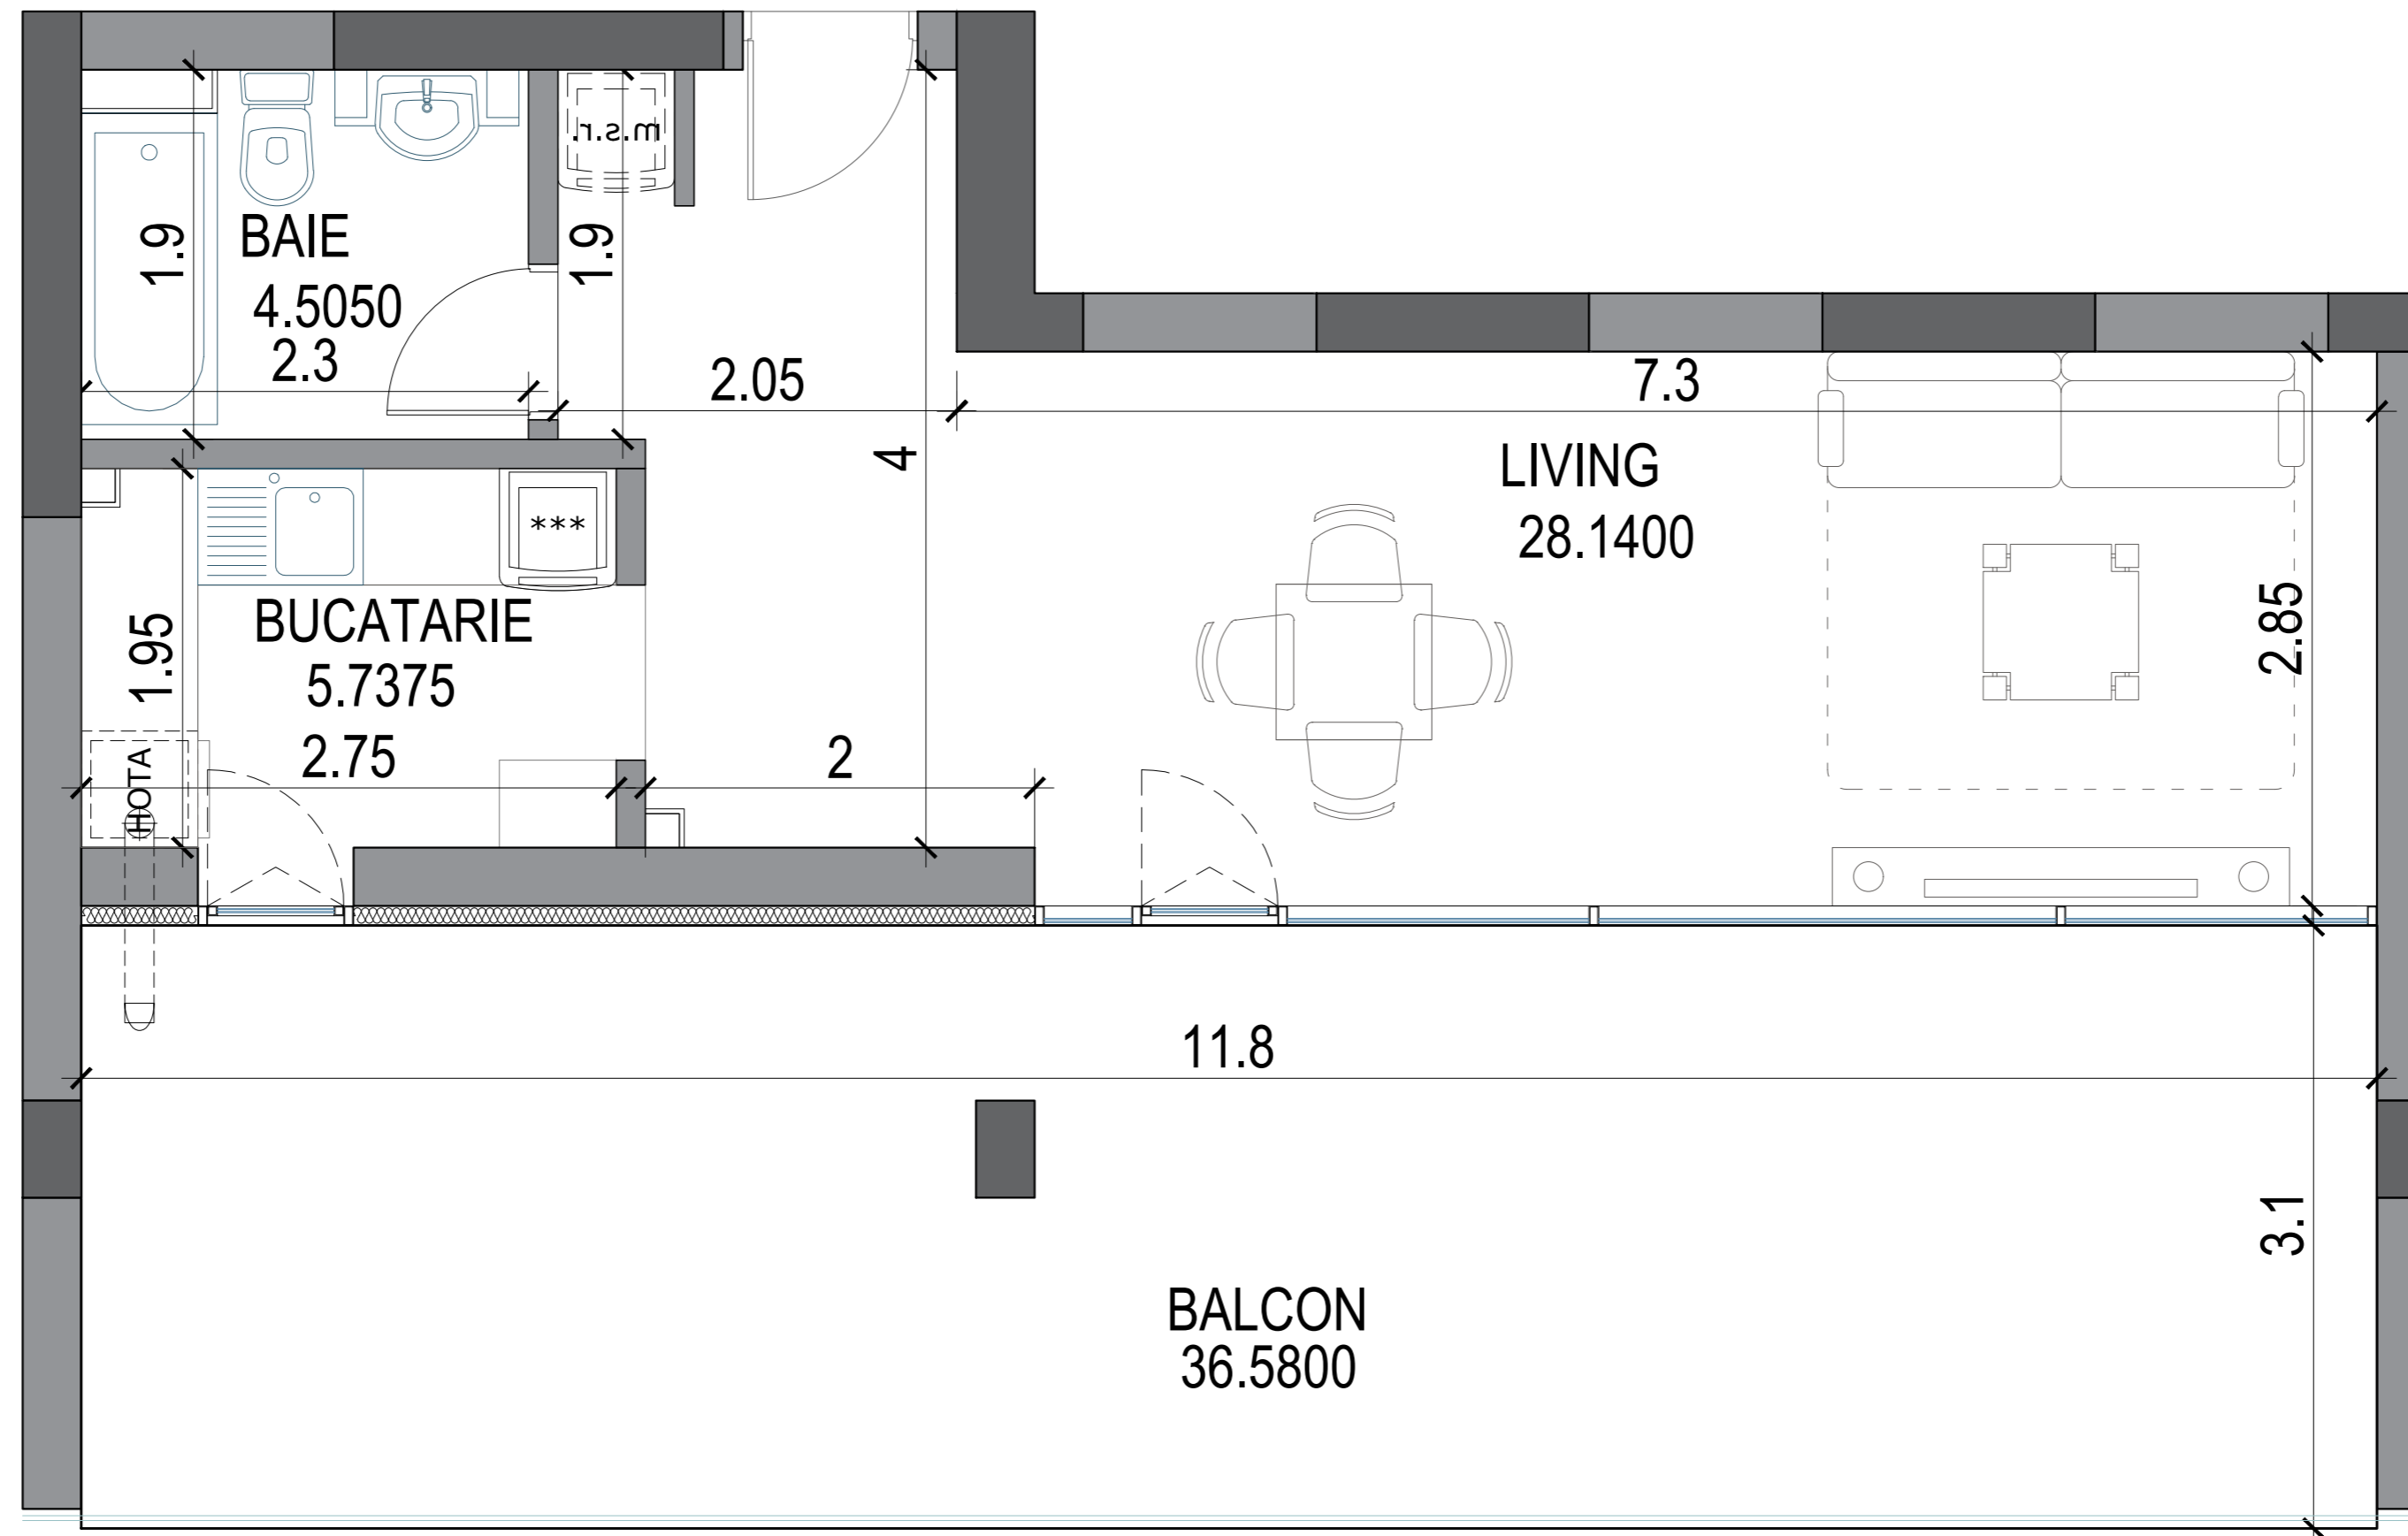 m.s.r.
1.9
BAIE
4.5050
2.3
1.9
2.05
7.3
4
LIVING
28.1400
***
BUCATARIE
5.7375
2.75
1.95
HOTA
2
2.85
11.8
3.1
BALCON
36.5800